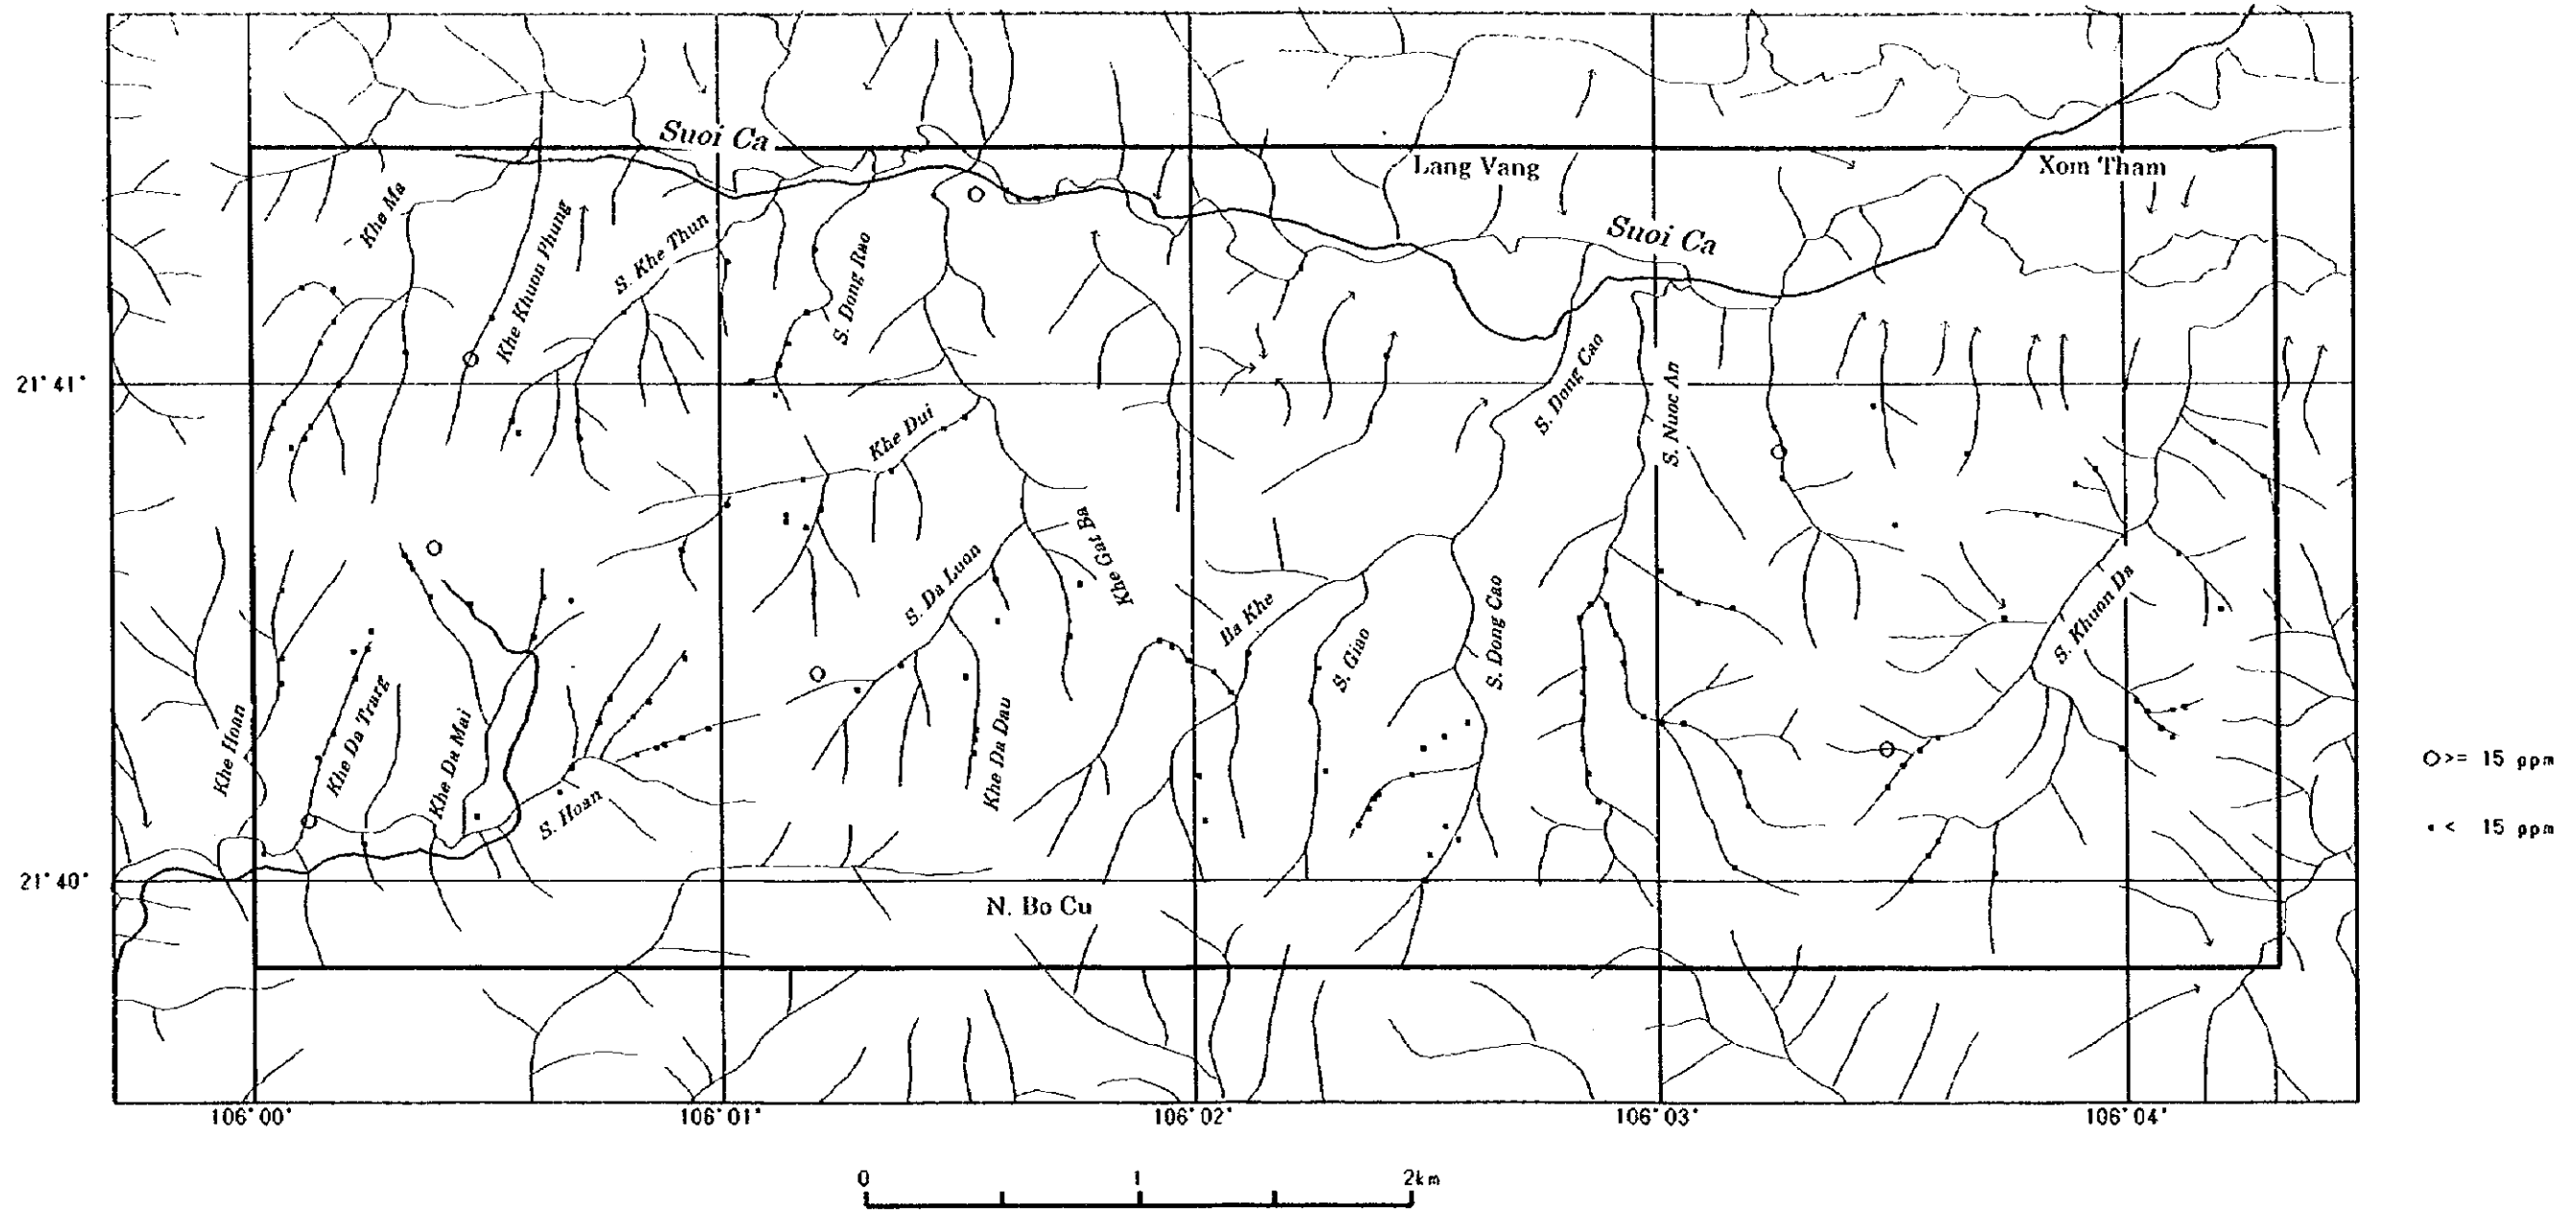 Suoi Ca
Lang Vang
Xom Tham
Khe Ma
Khe Khuon Phung
S. Khe Thun
S. Dong Rao
Suoi Ca
21°41'
S. Dong Cao
S. Nuoc An
Khe Dui
Khe Gat Ba
S. Da Luon
Ba Khe
S. Giao
S. Dong Cao
S. Khuon Da
Khe Hoan
Khe Da Trang
Khe Da Mai
S. Hoan
Khe Da Dau
O>= 15 ppm
• < 15 ppm
21°40'
N. Bo Cu
106°00' 106°01' 106°02' 106°03' 106°04'
0 1 2km